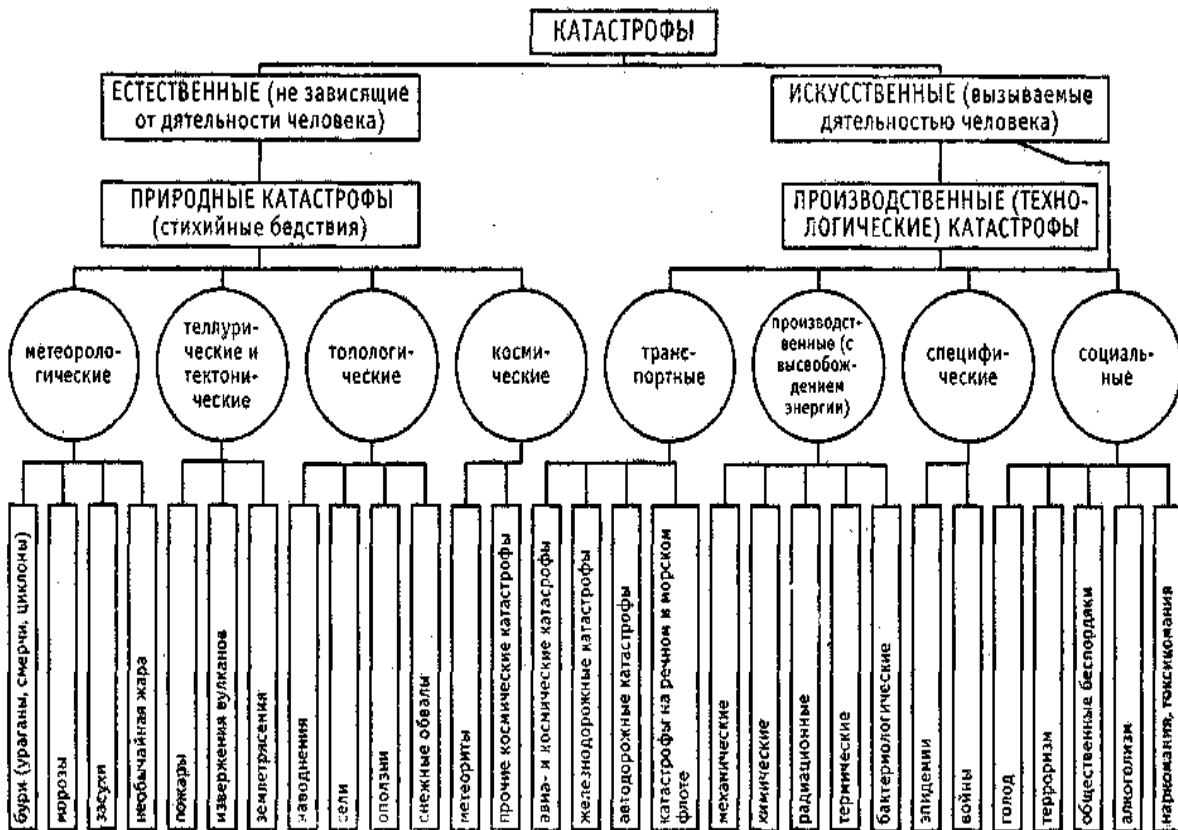 КАТАСТРОФЫ
ЕСТЕСТВЕННЫЕ (не зависящие
от дятельности человека)
ИСКУССТВЕННЫЕ (вызываемые
дятельностью человека)
ПРИРОДНЫЕ КАТАСТРОФЫ
(стихийные бедствия)
ПРОИЗВОДСТВЕННЫЕ (ТЕХНО-
ЛОГИЧЕСКИЕ) КАТАСТРОФЫ
метеороло-
гические
теллури-
ческие и
тектони-
ческие
топологи-
ческие
косми-
ческие
транс-
портные
производст-
венные (с
высвобож-
дением
энергии)
специфи-
ческие
социаль-
ные
бури (ураганы, смерчи, циклоны)
морозы
засухи
необычайная жара
пожары
извержения вулканов
землетрясения
наводнения
сели
оползни
снежные обвалы
метеориты
прочие космические катастрофы
авиа- и космические катасрофы
железнодорожные катастрофы
автодорожные катастрофы
катастрофы на речном и морском
флоте
механические
химические
радиационные
термические
бактериологические
эпидемии
войны
голод
терроризм
общественные беспордяки
алкоголизм
наркомания, токсикомания